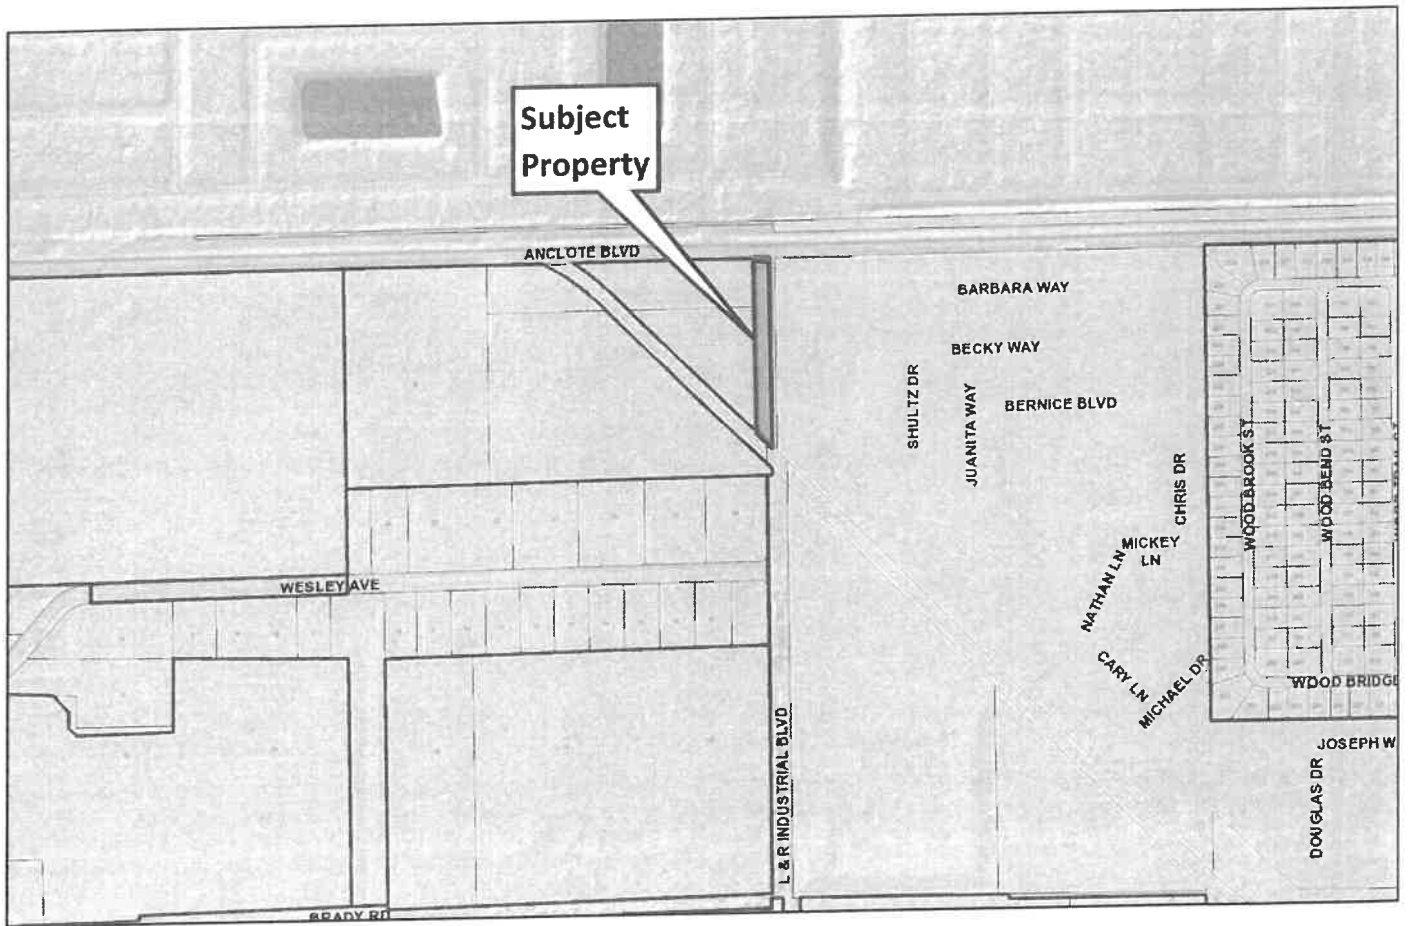 Subject
Property
ANCLOTE BLVD
BARBARA WAY
BECKY WAY
SHULTZ DR
JUANITA WAY
BERNICE BLVD
CHRIS DR
WOOD BROOK ST
WOOD BEND ST
MICKEY
LN
NATHAN LN
WESLEY AVE
CARY LN
MICHAEL DR
WOOD BRIDGE
L & R INDUSTRIAL BLVD
JOSEPH W
DOUGLAS DR
BRADY RD